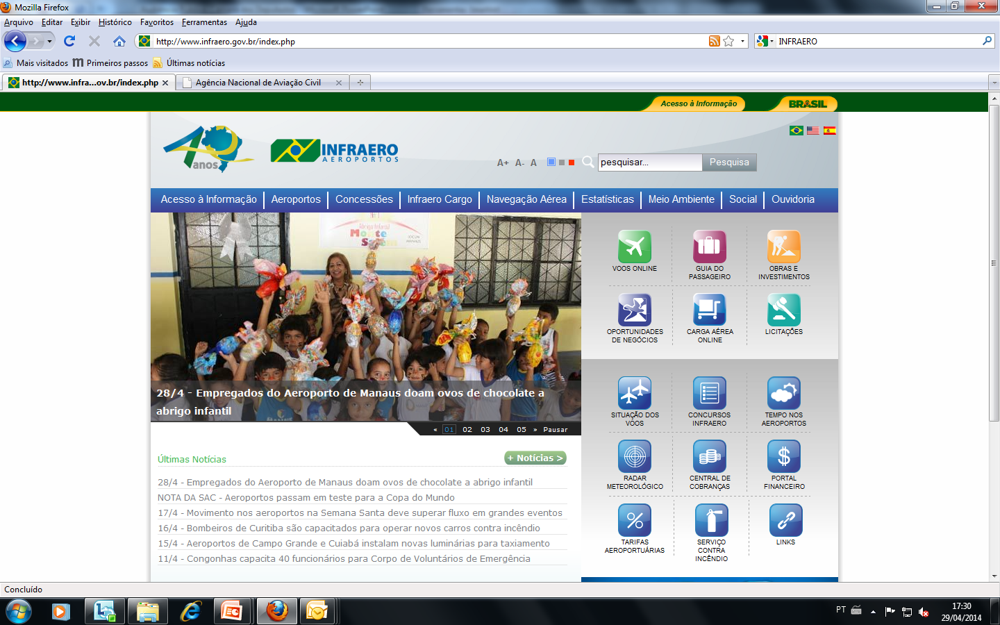 Mozilla Firefox
Arquivo Editar Exibir Histórico Favoritos Ferramentas Ajuda
http://www.infraero.gov.br/index.php
INFRAERO
Mais visitados Primeiros passos Últimas notícias
http://www.infra...ov.br/index.php Agência Nacional de Aviação Civil
Acesso à Informação BRASIL
40 anos
INFRAERO
AEROPORTOS
A+ A- A pesquisar... Pesquisa
Acesso à Informação Aeroportos Concessões Infraero Cargo Navegação Aérea Estatísticas Meio Ambiente Social Ouvidoria
Abrigo Infantil
Monte
28/4 - Empregados do Aeroporto de Manaus doam ovos de chocolate a
abrigo infantil
« 01 02 03 04 05 » Pausar
VOOS ONLINE
GUIA DO
PASSAGEIRO
OBRAS E
INVESTIMENTOS
OPORTUNIDADES
DE NEGÓCIOS
CARGA AÉREA
ONLINE
LICITAÇÕES
SITUAÇÃO DOS
VÔOS
CONCURSOS
INFRAERO
TEMPO NOS
AEROPORTOS
RADAR
METEOROLÓGICO
CENTRAL DE
COBRANÇAS
$
PORTAL
FINANCEIRO
%
TARIFAS
AEROPORTUÁRIAS
SERVIÇO
CONTRA
INCÊNDIO
LINKS
Últimas Notícias + Notícias >
28/4 - Empregados do Aeroporto de Manaus doam ovos de chocolate a abrigo infantil
NOTA DA SAC - Aeroportos passam em teste para a Copa do Mundo
17/4 - Movimento nos aeroportos na Semana Santa deve superar fluxo em grandes eventos
16/4 - Bombeiros de Curitiba são capacitados para operar novos carros contra incêndio
15/4 - Aeroportos de Campo Grande e Cuiabá instalam novas luminárias para taxiamento
11/4 - Congonhas capacita 40 funcionários para Corpo de Voluntários de Emergência
Concluído
PT 17:30
29/04/2014